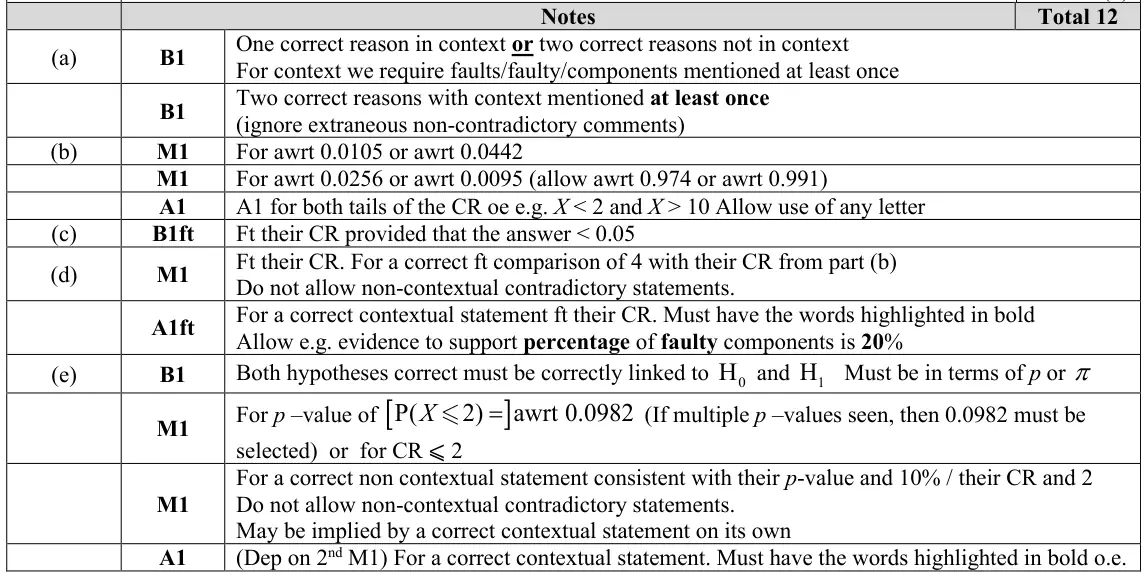 Notes Total 12
(a) B1 One correct reason in context or two correct reasons not in context
For context we require faults/faulty/components mentioned at least once
B1 Two correct reasons with context mentioned at least once
(ignore extraneous non-contradictory comments)
(b) M1 For awrt 0.0105 or awrt 0.0442
M1 For awrt 0.0256 or awrt 0.0095 (allow awrt 0.974 or awrt 0.991)
A1 A1 for both tails of the CR oe e.g. X < 2 and X > 10 Allow use of any letter
(c) B1ft Ft their CR provided that the answer < 0.05
(d) M1 Ft their CR. For a correct ft comparison of 4 with their CR from part (b)
Do not allow non-contextual contradictory statements.
A1ft For a correct contextual statement ft their CR. Must have the words highlighted in bold
Allow e.g. evidence to support percentage of faulty components is 20%
(e) B1 Both hypotheses correct must be correctly linked to H₀ and H₁ Must be in terms of p or π
M1 For p –value of [P(X ⩽ 2) =] awrt 0.0982 (If multiple p –values seen, then 0.0982 must be
selected) or for CR ⩽ 2
M1 For a correct non contextual statement consistent with their p-value and 10% / their CR and 2
Do not allow non-contextual contradictory statements.
May be implied by a correct contextual statement on its own
A1 (Dep on 2nd M1) For a correct contextual statement. Must have the words highlighted in bold o.e.